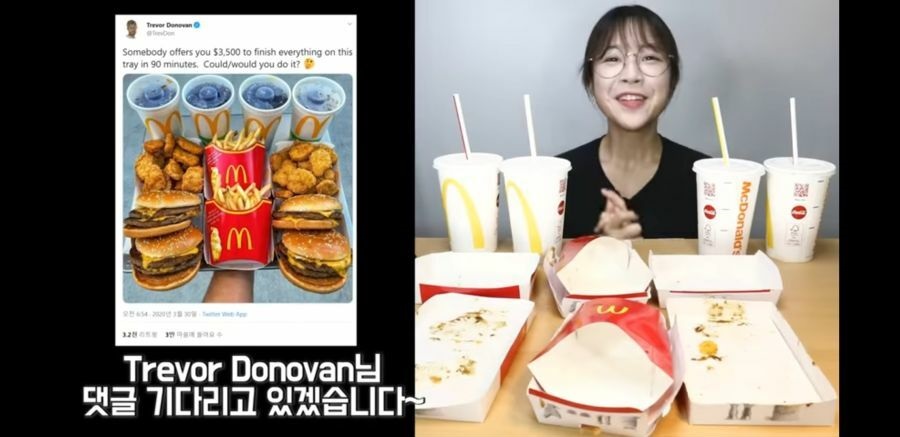 Trevor Donovan
@TrevDon
Somebody offers you $3,500 to finish everything on this
tray in 90 minutes. Could/would you do it? 🤔
오전 6:54 · 2020년 3월 30일 · Twitter Web App
3.2천 리트윗 3만 마음에 들어요 수
Trevor Donovan님
댓글 기다리고 있겠습니다~
McDonald's